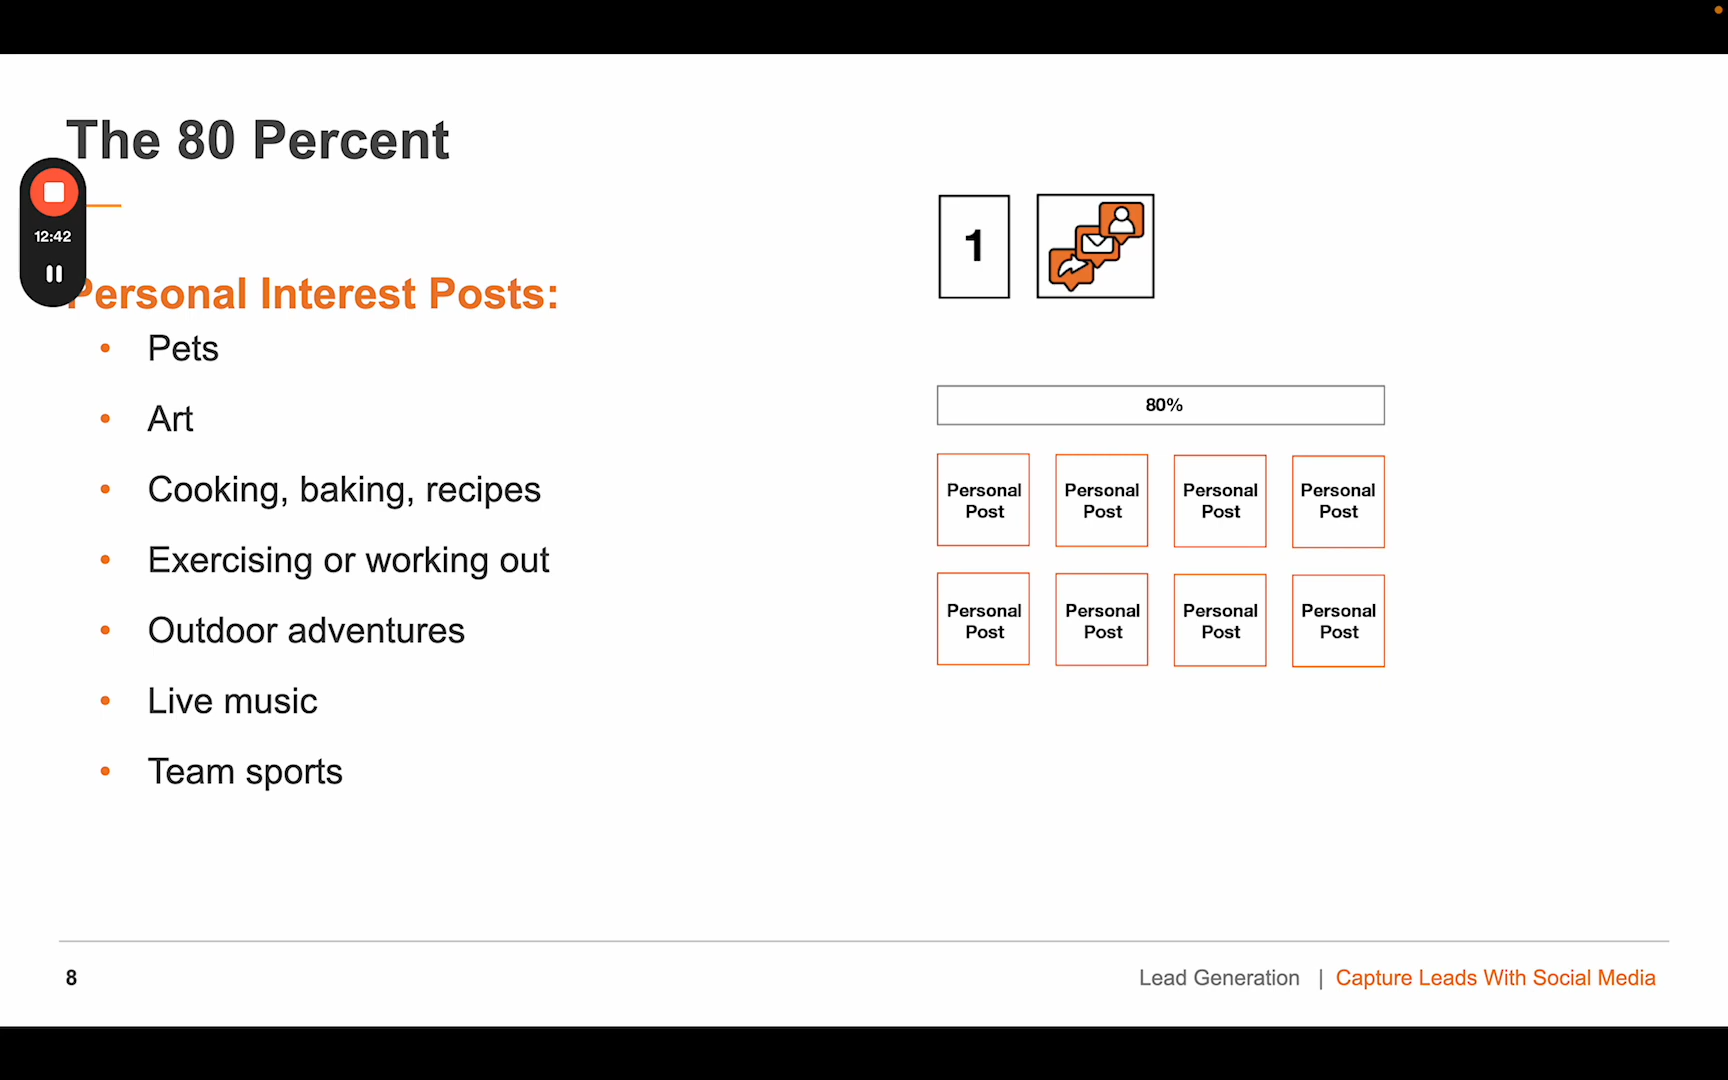 The 80 Percent
12:42
Personal Interest Posts:
Pets
Art
Cooking, baking, recipes
Exercising or working out
Outdoor adventures
Live music
Team sports
1
80%
Personal
Post
Personal
Post
Personal
Post
Personal
Post
Personal
Post
Personal
Post
Personal
Post
Personal
Post
8
Lead Generation | Capture Leads With Social Media